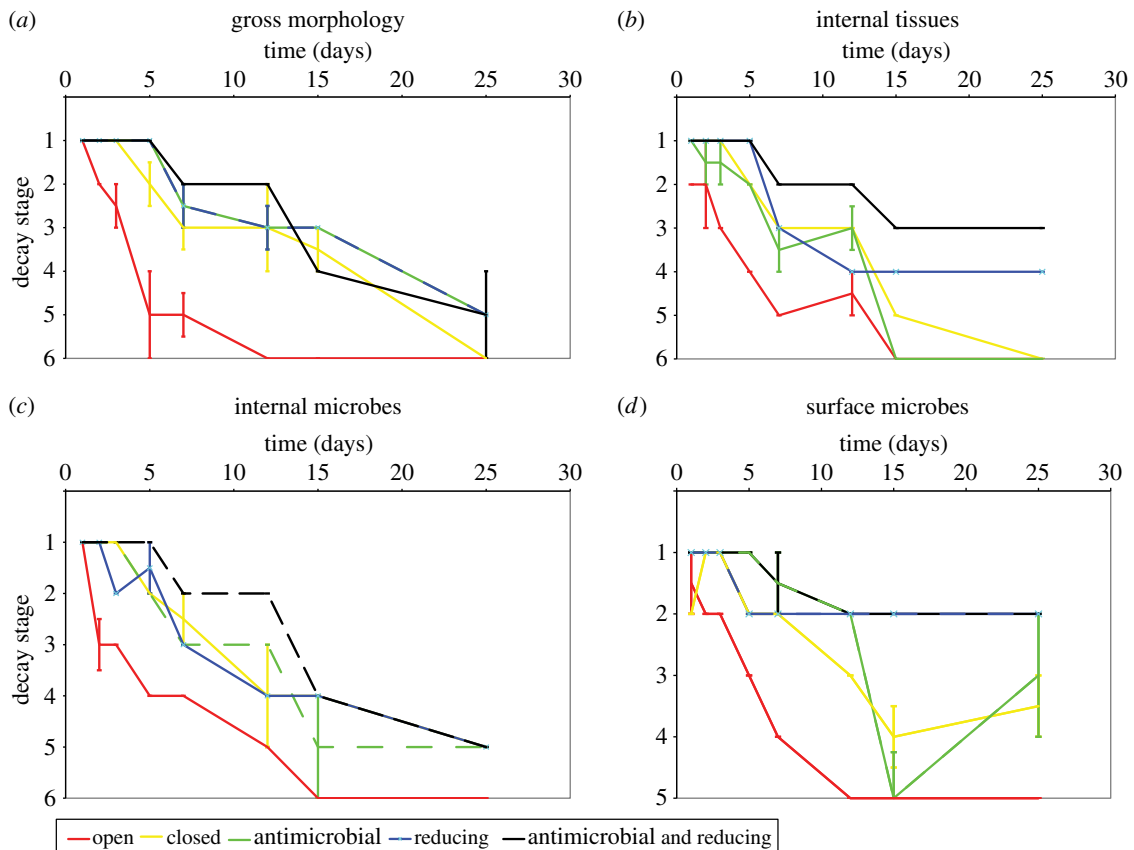 (a) gross morphology
time (days)
0 5 10 15 20 25 30
decay stage
1
2
3
4
5
6
(b) internal tissues
time (days)
0 5 10 15 20 25 30
1
2
3
4
5
6
(c) internal microbes
time (days)
0 5 10 15 20 25 30
decay stage
1
2
3
4
5
6
(d) surface microbes
time (days)
0 5 10 15 20 25 30
1
2
3
4
5
open closed antimicrobial reducing antimicrobial and reducing